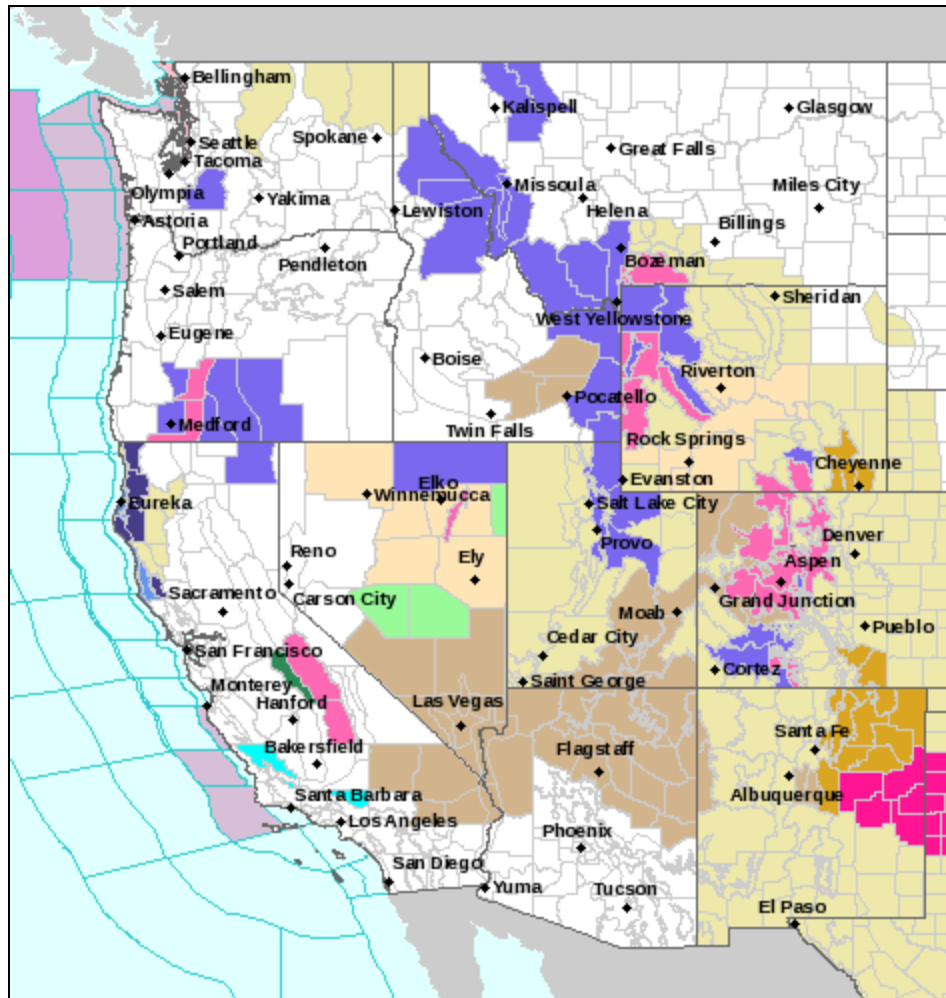 Bellingham
Kalispell
Glasgow
Seattle
Spokane
Great Falls
Tacoma
Olympia
Yakima
Missoula
Miles City
Astoria
Lewiston
Helena
Billings
Portland
Pendleton
Bozeman
Salem
Sheridan
West Yellowstone
Eugene
Boise
Riverton
Pocatello
Medford
Twin Falls
Rock Springs
Cheyenne
Evanston
Elko
Winnemucca
Eureka
Salt Lake City
Denver
Provo
Reno
Ely
Aspen
Sacramento
Carson City
Grand Junction
Moab
Pueblo
Cedar City
San Francisco
Cortez
Saint George
Monterey
Hanford
Las Vegas
Santa Fe
Bakersfield
Flagstaff
Albuquerque
Santa Barbara
Los Angeles
Phoenix
San Diego
Yuma
Tucson
El Paso